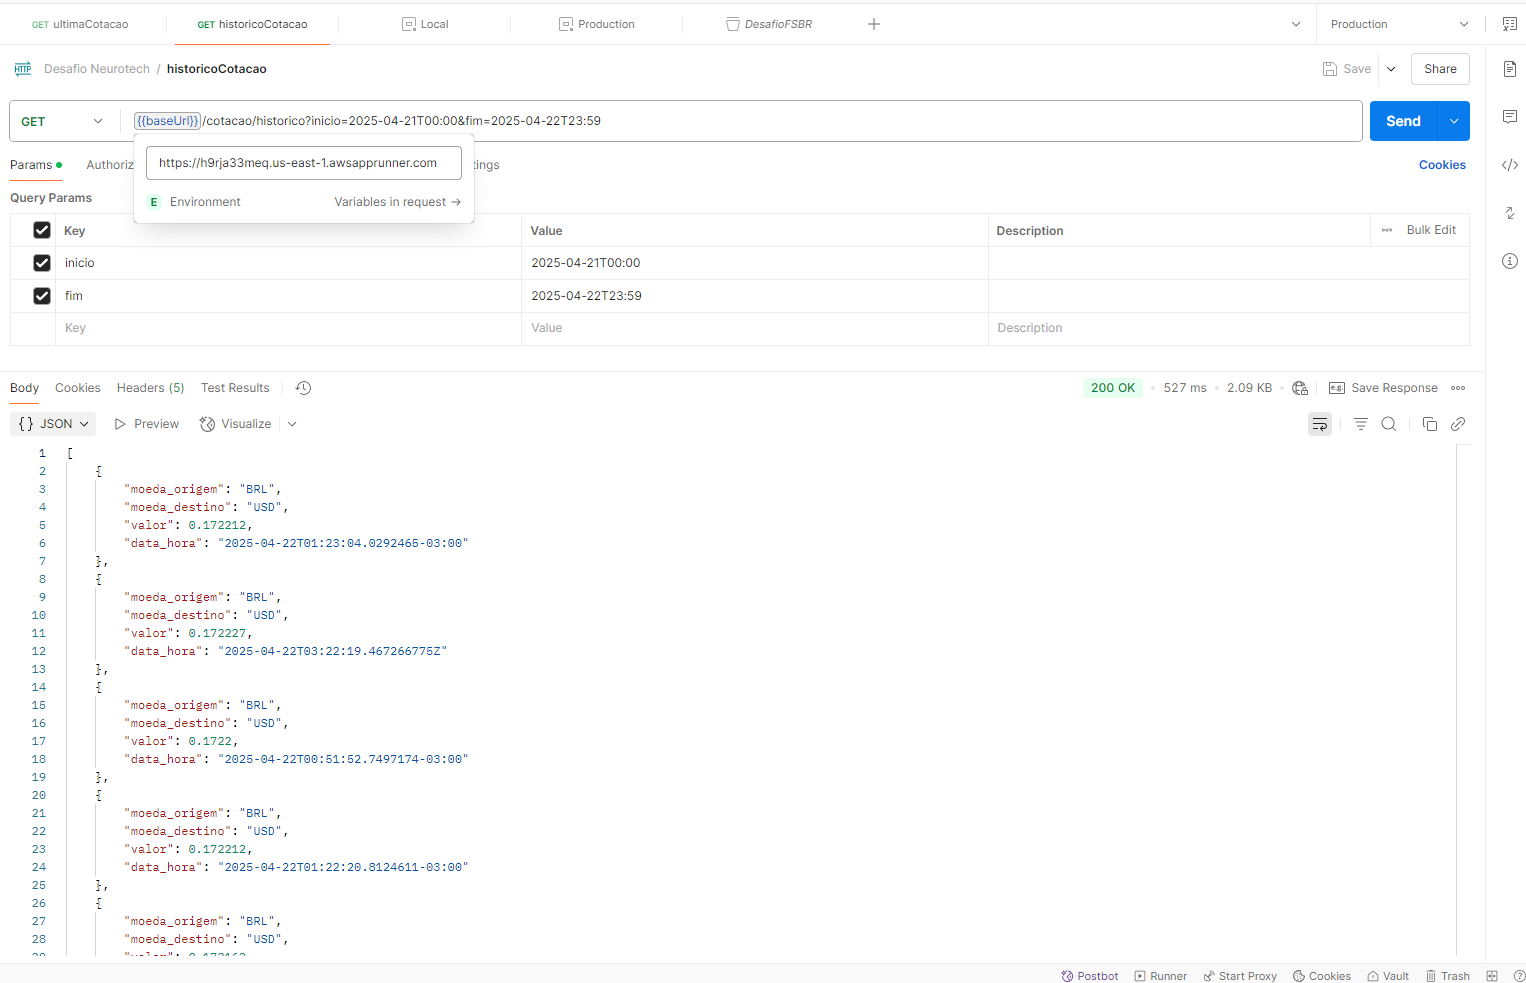 GET ultimaCotacao
GET historicoCotacao
Local
Production
DesafioFSBR
Production
HTTP Desafio Neurotech / historicoCotacao
Save
Share
GET
{{baseUrl}}/cotacao/historico?inicio=2025-04-21T00:00&fim=2025-04-22T23:59
Send
https://h9rja33meq.us-east-1.awsapprunner.com
E Environment
Variables in request →
Params
Authoriz
tings
Cookies
Query Params
Key Value Description ••• Bulk Edit
inicio 2025-04-21T00:00
fim 2025-04-22T23:59
Key Value Description
Body Cookies Headers (5) Test Results
200 OK • 527 ms • 2.09 KB •
e.g. Save Response •••
{} JSON
Preview
Visualize
1 [
2 {
3 "moeda_origem": "BRL",
4 "moeda_destino": "USD",
5 "valor": 0.172212,
6 "data_hora": "2025-04-22T01:23:04.0292465-03:00"
7 },
8 {
9 "moeda_origem": "BRL",
10 "moeda_destino": "USD",
11 "valor": 0.172227,
12 "data_hora": "2025-04-22T03:22:19.467266775Z"
13 },
14 {
15 "moeda_origem": "BRL",
16 "moeda_destino": "USD",
17 "valor": 0.1722,
18 "data_hora": "2025-04-22T00:51:52.7497174-03:00"
19 },
20 {
21 "moeda_origem": "BRL",
22 "moeda_destino": "USD",
23 "valor": 0.172212,
24 "data_hora": "2025-04-22T01:22:20.8124611-03:00"
25 },
26 {
27 "moeda_origem": "BRL",
28 "moeda_destino": "USD",
Postbot
Runner
Start Proxy
Cookies
Vault
Trash